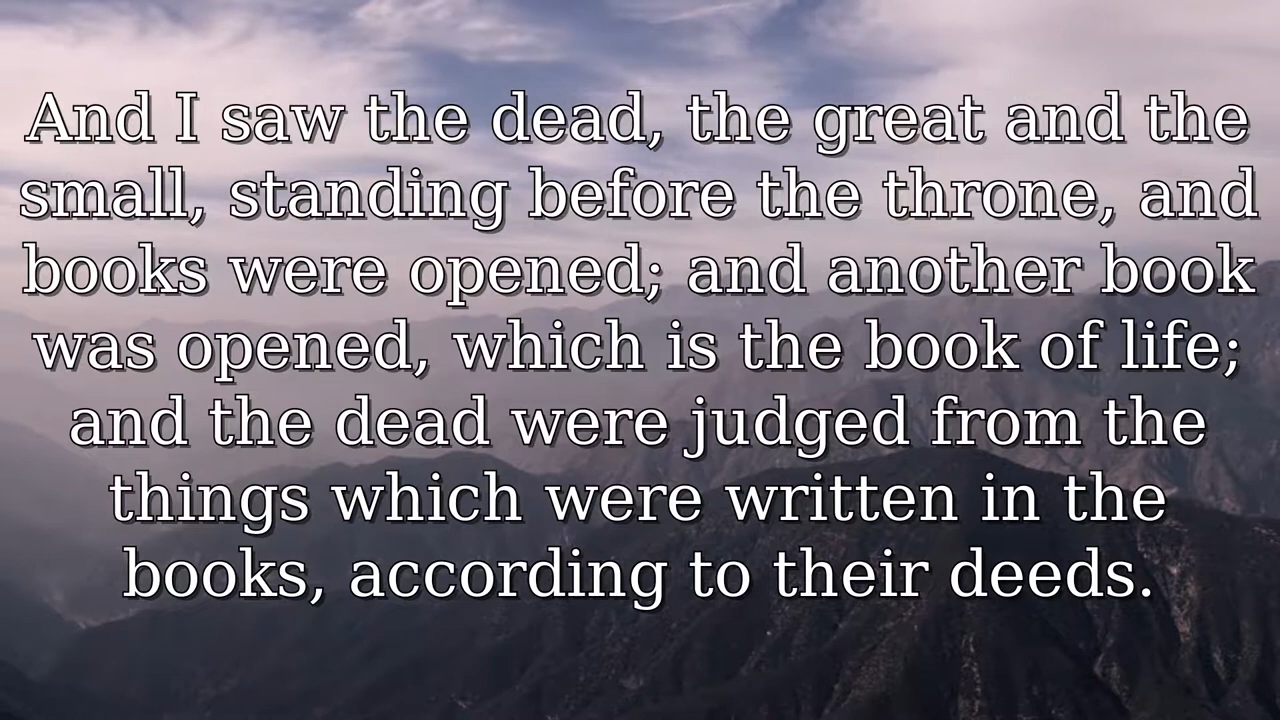 And I saw the dead, the great and the
small, standing before the throne, and
books were opened; and another book
was opened, which is the book of life;
and the dead were judged from the
things which were written in the
books, according to their deeds.